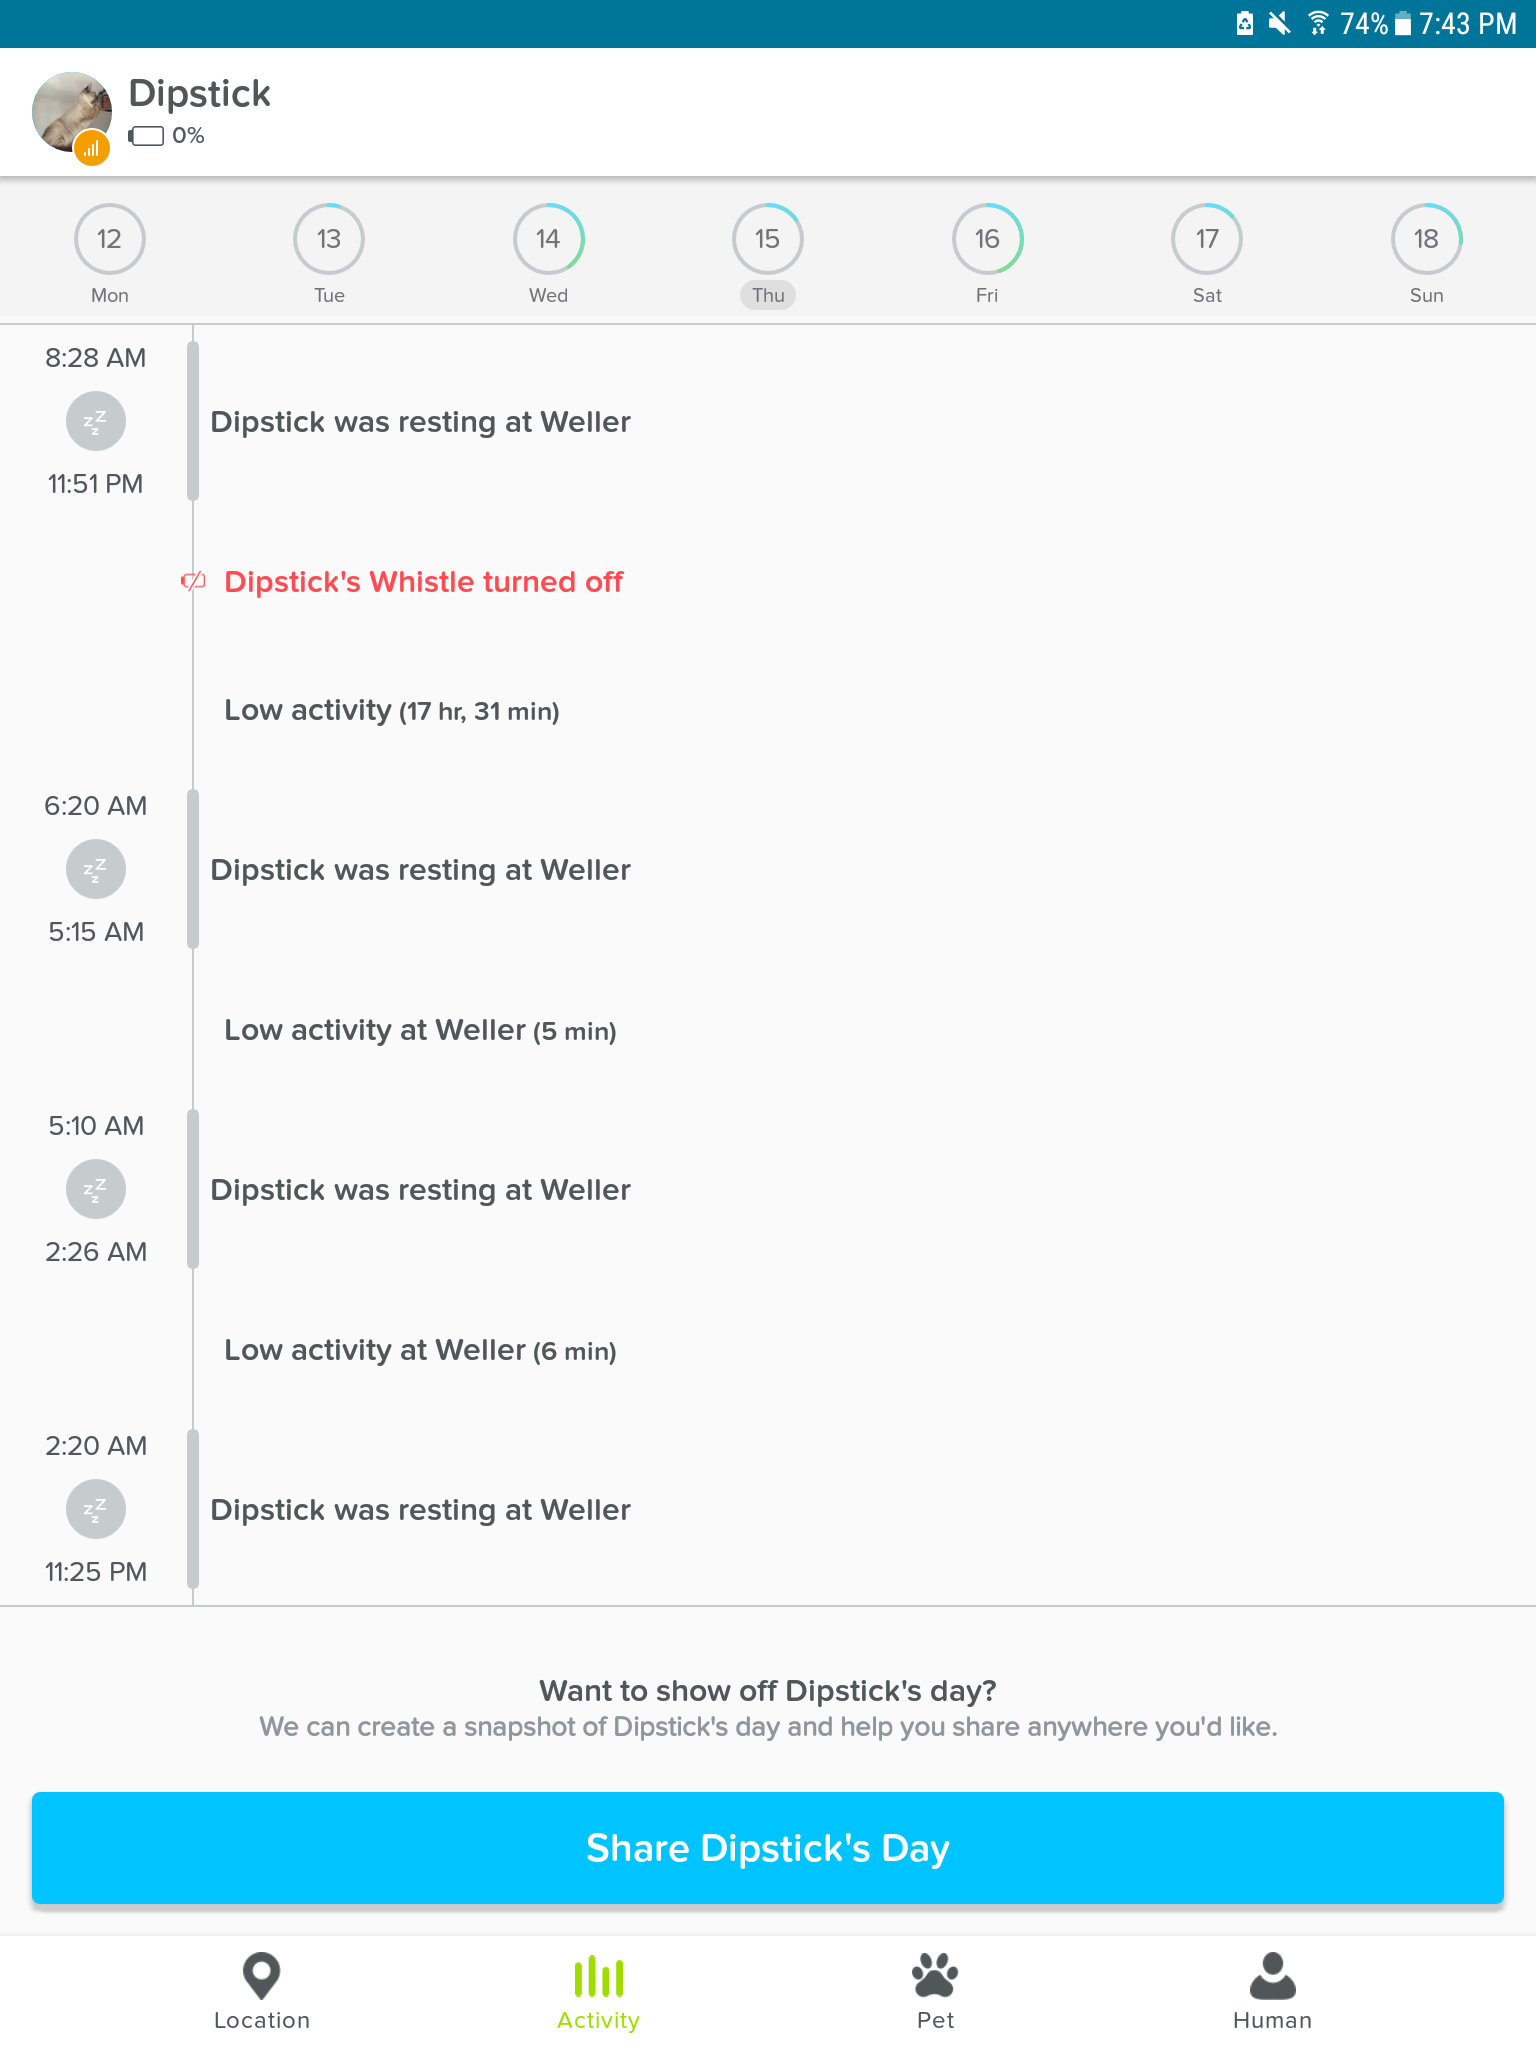 74% 7:43 PM
Dipstick
0%
12 13 14 15 16 17 18
Mon Tue Wed Thu Fri Sat Sun
8:28 AM
zzz
Dipstick was resting at Weller
11:51 PM
Dipstick's Whistle turned off
Low activity (17 hr, 31 min)
6:20 AM
zzz
Dipstick was resting at Weller
5:15 AM
Low activity at Weller (5 min)
5:10 AM
zzz
Dipstick was resting at Weller
2:26 AM
Low activity at Weller (6 min)
2:20 AM
zzz
Dipstick was resting at Weller
11:25 PM
Want to show off Dipstick's day?
We can create a snapshot of Dipstick's day and help you share anywhere you'd like.
Share Dipstick's Day
Location Activity Pet Human